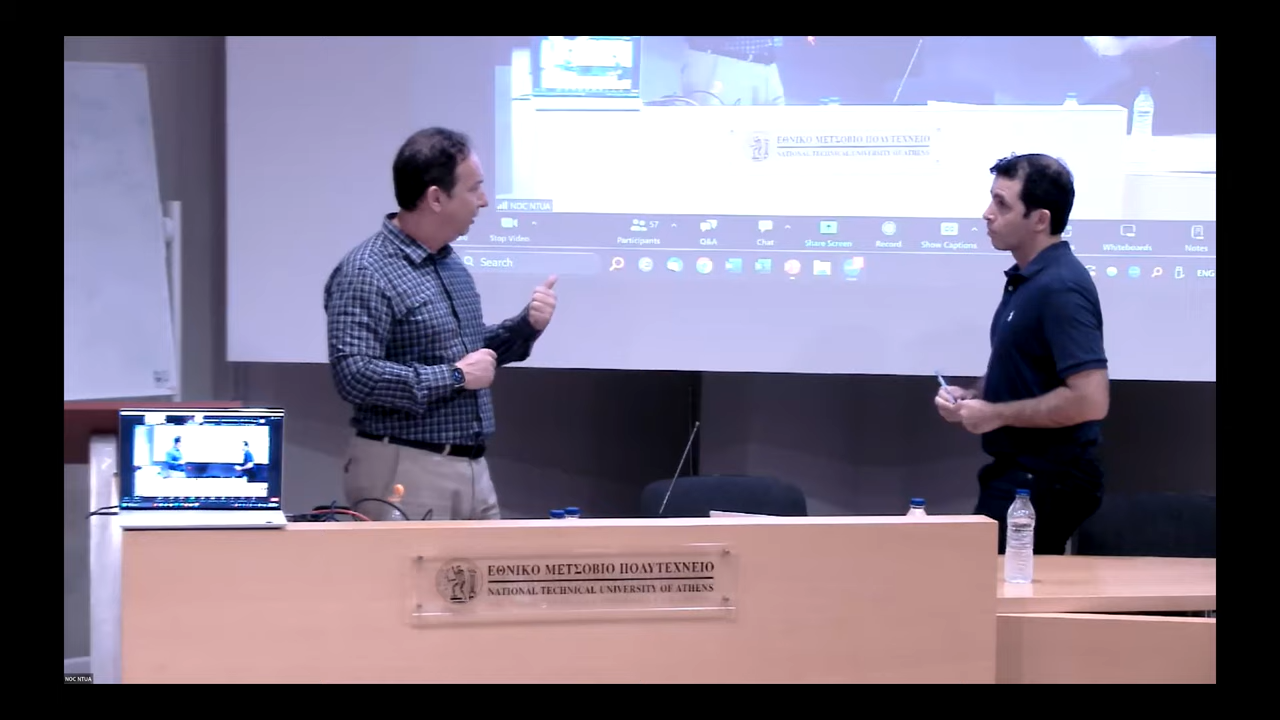 ΕΘΝΙΚΟ ΜΕΤΣΟΒΙΟ ΠΟΛΥΤΕΧΝΕΙΟ
NATIONAL TECHNICAL UNIVERSITY OF ATHENS
NOC NTUA
Stop Video
57
Participants
Q&A
Chat
Share Screen
Record
Show Captions
Whiteboards
Notes
Search
ENG
ΕΘΝΙΚΟ ΜΕΤΣΟΒΙΟ ΠΟΛΥΤΕΧΝΕΙΟ
NATIONAL TECHNICAL UNIVERSITY OF ATHENS
NOC NTUA